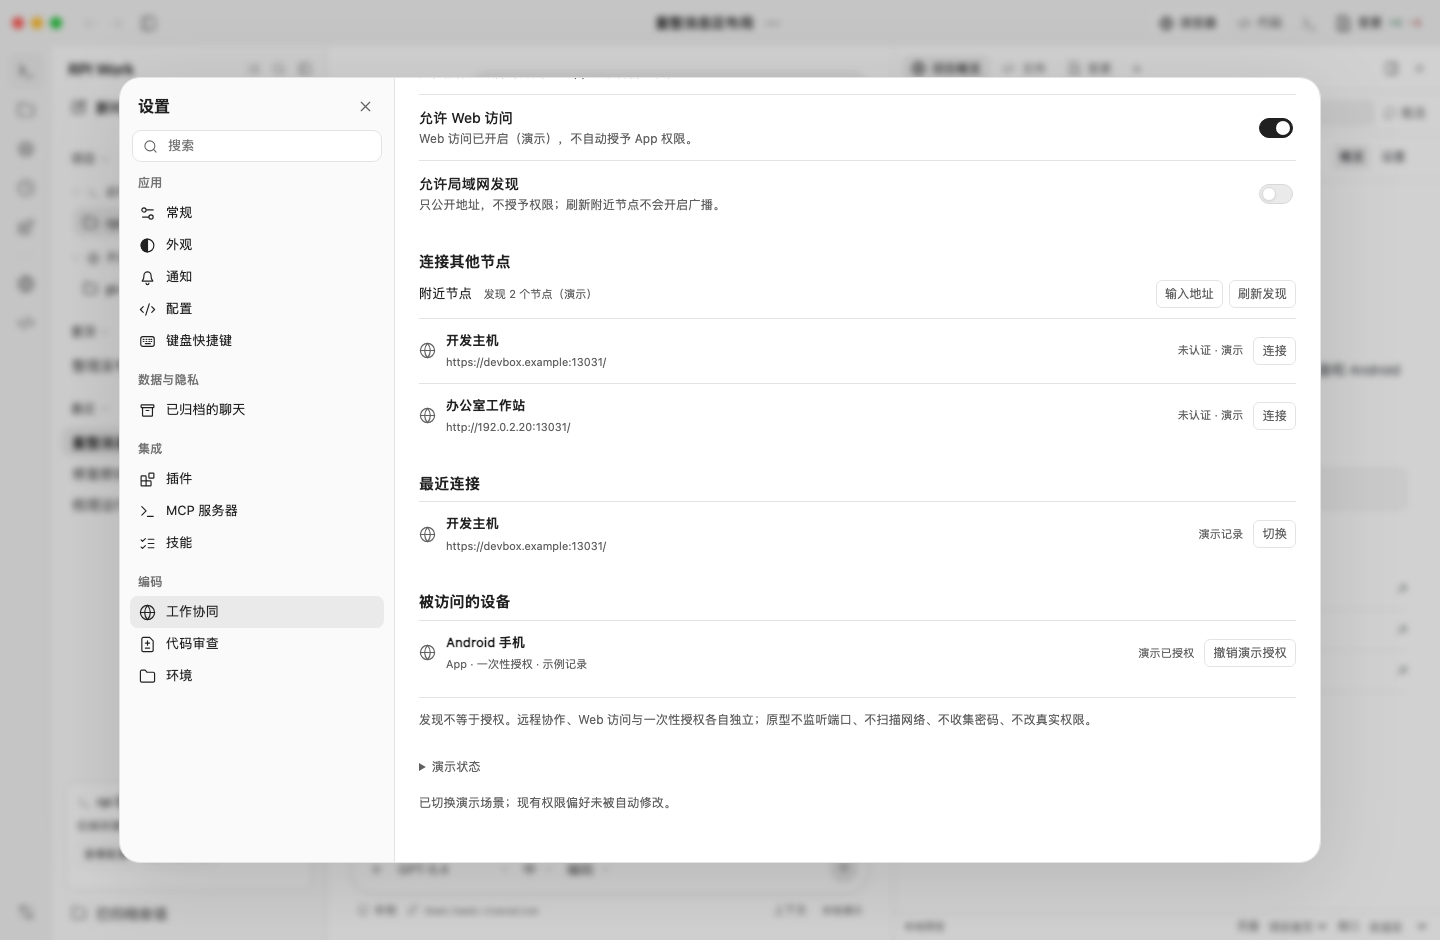 设置
搜索
应用
常规
外观
通知
配置
键盘快捷键
数据与隐私
已归档的聊天
集成
插件
MCP 服务器
技能
编码
工作协同
代码审查
环境
允许 Web 访问
Web 访问已开启（演示），不自动授予 App 权限。
允许局域网发现
只公开地址，不授予权限；刷新附近节点不会开启广播。
连接其他节点
附近节点 发现 2 个节点（演示） 输入地址 刷新发现
开发主机
https://devbox.example:13031/
未认证 · 演示 连接
办公室工作站
http://192.0.2.20:13031/
未认证 · 演示 连接
最近连接
开发主机
https://devbox.example:13031/
演示记录 切换
被访问的设备
Android 手机
App · 一次性授权 · 示例记录
演示已授权 撤销演示授权
发现不等于授权。远程协作、Web 访问与一次性授权各自独立；原型不监听端口、不扫描网络、不收集密码、不改真实权限。
演示状态
已切换演示场景；现有权限偏好未被自动修改。